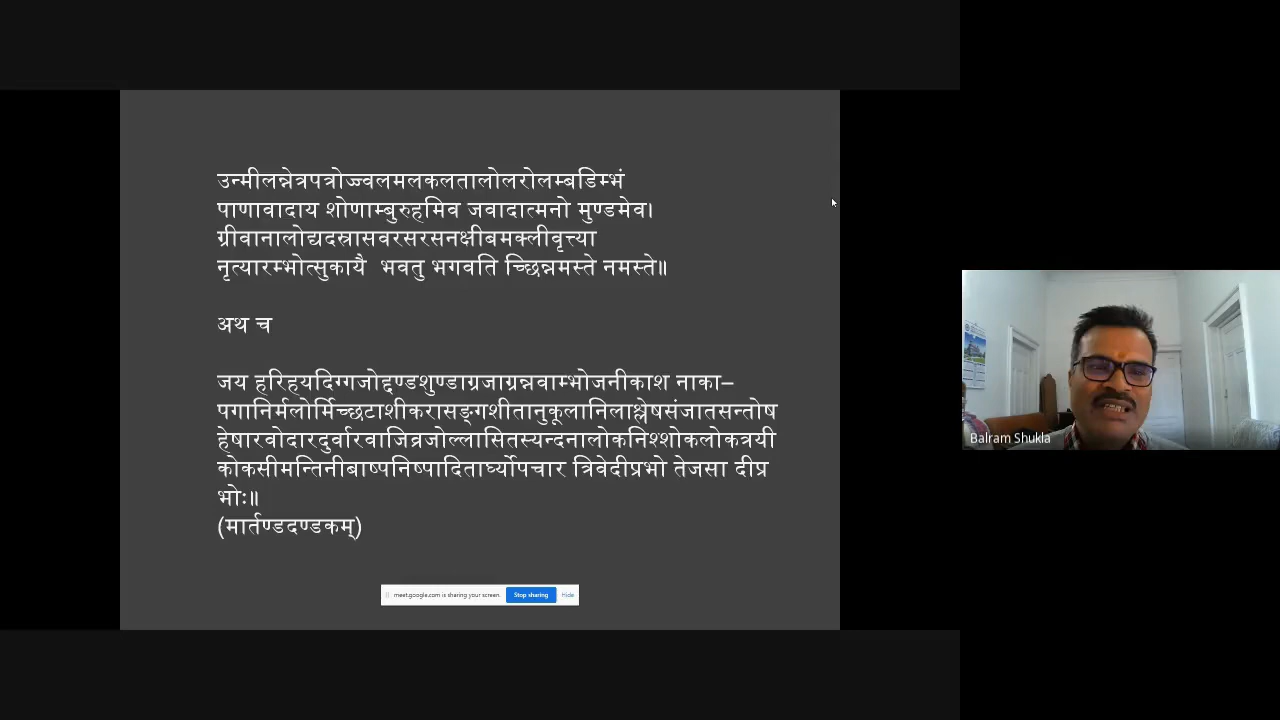 उन्मीलन्नेत्रपत्रोज्ज्वलमलकलतालोलरोलम्बडिम्भं
पाणावादाय शोणाम्बुरुहमिव जवादात्मनो मुण्डमेव।
ग्रीवानालोद्यदस्रासवरसरसनक्षीबमक्लीवृत्त्या
नृत्यारम्भोत्सुकायै भवतु भगवति च्छिन्नमस्ते नमस्ते॥
अथ च
जय हरिहयदिग्गजोद्दण्डशुण्डाग्रजाग्रन्नवाम्भोजनीकाश नाका–
पगानिर्मलोर्मिच्छटाशीकरासङ्गशीतानुकूलानिलाश्लेषसंजातसन्तोष
हेषारवोदारदुर्वारवाजिव्रजोल्लासितस्यन्दनालोकनिश्शोकलोकत्रयी
कोकसीमन्तिनीबाष्पनिष्पादितार्घ्योपचार त्रिवेदीप्रभो तेजसा दीप्र
भोः॥
(मार्तण्डदण्डकम्)
meet.google.com is sharing your screen. Stop sharing Hide
Balram Shukla